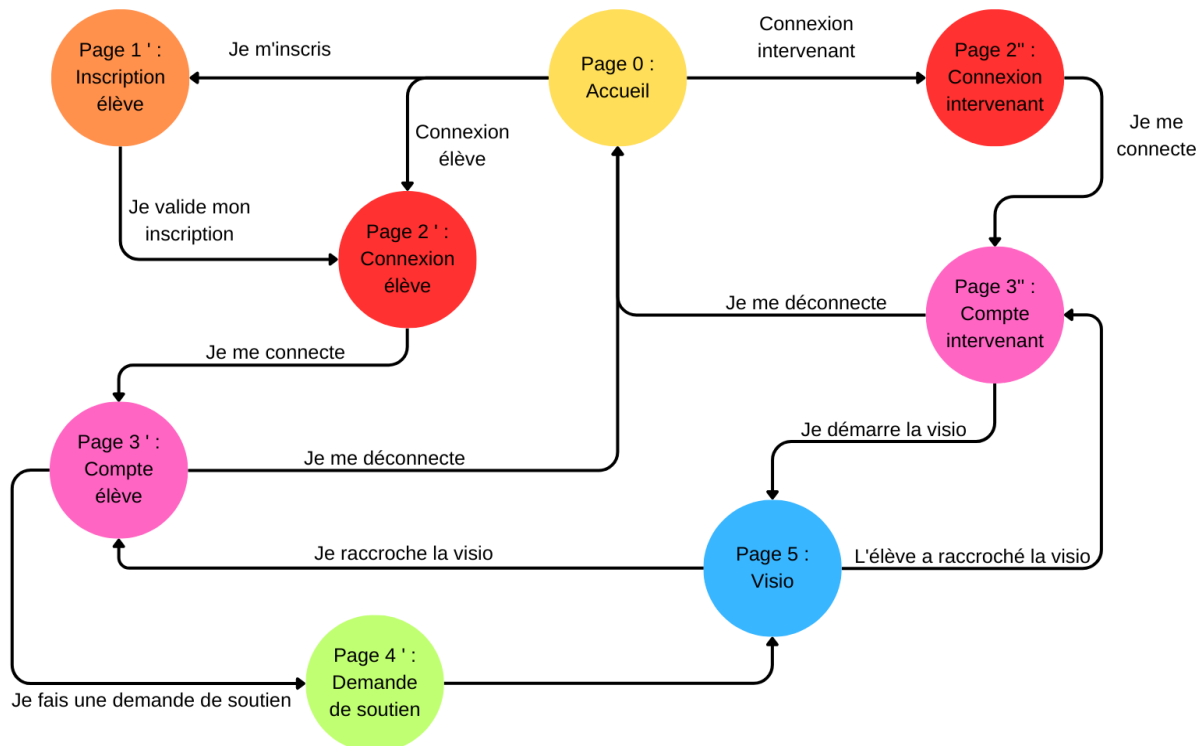 Page 1 ' :
Inscription
élève
Je m'inscris
Page 0 :
Accueil
Connexion
intervenant
Page 2" :
Connexion
intervenant
Je me
connecte
Connexion
élève
Je valide mon
inscription
Page 2 ' :
Connexion
élève
Page 3" :
Compte
intervenant
Je me déconnecte
Je me connecte
Page 3 ' :
Compte
élève
Je me déconnecte
Je démarre la visio
Je raccroche la visio
Page 5 :
Visio
L'élève a raccroché la visio
Page 4 ' :
Demande
de soutien
Je fais une demande de soutien